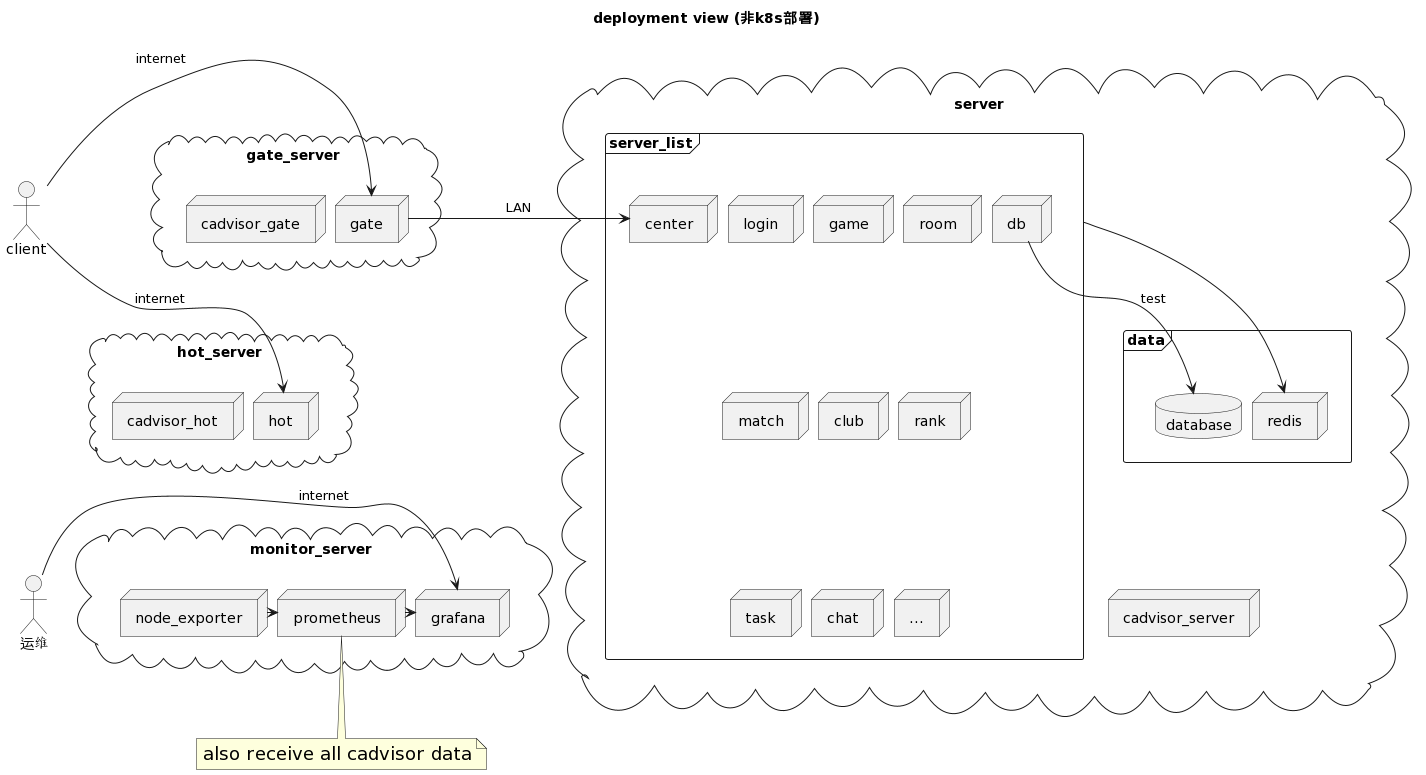 deployment view (非k8s部署)
internet
server
server_list
gate_server
cadvisor_gate
gate
LAN
center
login
game
room
db
client
internet
test
hot_server
data
cadvisor_hot
hot
match
club
rank
database
redis
internet
monitor_server
node_exporter
prometheus
grafana
task
chat
...
cadvisor_server
运维
also receive all cadvisor data